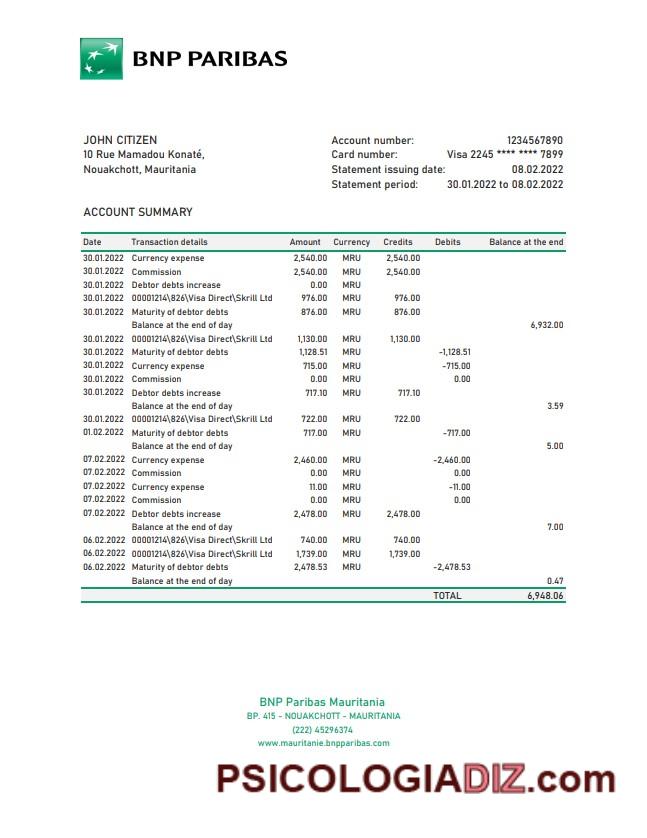 BNP PARIBAS
JOHN CITIZEN
10 Rue Mamadou Konaté,
Nouakchott, Mauritania
Account number: 1234567890
Card number: Visa 2245 **** **** 7899
Statement issuing date: 08.02.2022
Statement period: 30.01.2022 to 08.02.2022
ACCOUNT SUMMARY
Date Transaction details Amount Currency Credits Debits Balance at the end
30.01.2022 Currency expense 2,540.00 MRU 2,540.00
30.01.2022 Commission 2,540.00 MRU 2,540.00
30.01.2022 Debtor debts increase 0.00 MRU
30.01.2022 00001214\826\Visa Direct\Skrill Ltd 976.00 MRU 976.00
30.01.2022 Maturity of debtor debts 876.00 MRU 876.00
Balance at the end of day 6,932.00
30.01.2022 00001214\826\Visa Direct\Skrill Ltd 1,130.00 MRU 1,130.00
30.01.2022 Maturity of debtor debts 1,128.51 MRU -1,128.51
30.01.2022 Currency expense 715.00 MRU -715.00
30.01.2022 Commission 0.00 MRU 0.00
30.01.2022 Debtor debts increase 717.10 MRU 717.10
Balance at the end of day 3.59
30.01.2022 00001214\826\Visa Direct\Skrill Ltd 722.00 MRU 722.00
01.02.2022 Maturity of debtor debts 717.00 MRU -717.00
Balance at the end of day 5.00
07.02.2022 Currency expense 2,460.00 MRU -2,460.00
07.02.2022 Commission 0.00 MRU 0.00
07.02.2022 Currency expense 11.00 MRU -11.00
07.02.2022 Commission 0.00 MRU 0.00
07.02.2022 Debtor debts increase 2,478.00 MRU 2,478.00
Balance at the end of day 7.00
06.02.2022 00001214\826\Visa Direct\Skrill Ltd 740.00 MRU 740.00
06.02.2022 00001214\826\Visa Direct\Skrill Ltd 1,739.00 MRU 1,739.00
06.02.2022 Maturity of debtor debts 2,478.53 MRU -2,478.53
Balance at the end of day 0.47
TOTAL 6,948.06
BNP Paribas Mauritania
BP. 415 - NOUAKCHOTT - MAURITANIA
(222) 45296374
www.mauritanie.bnpparibas.com
PSICOLOGIADIZ.com